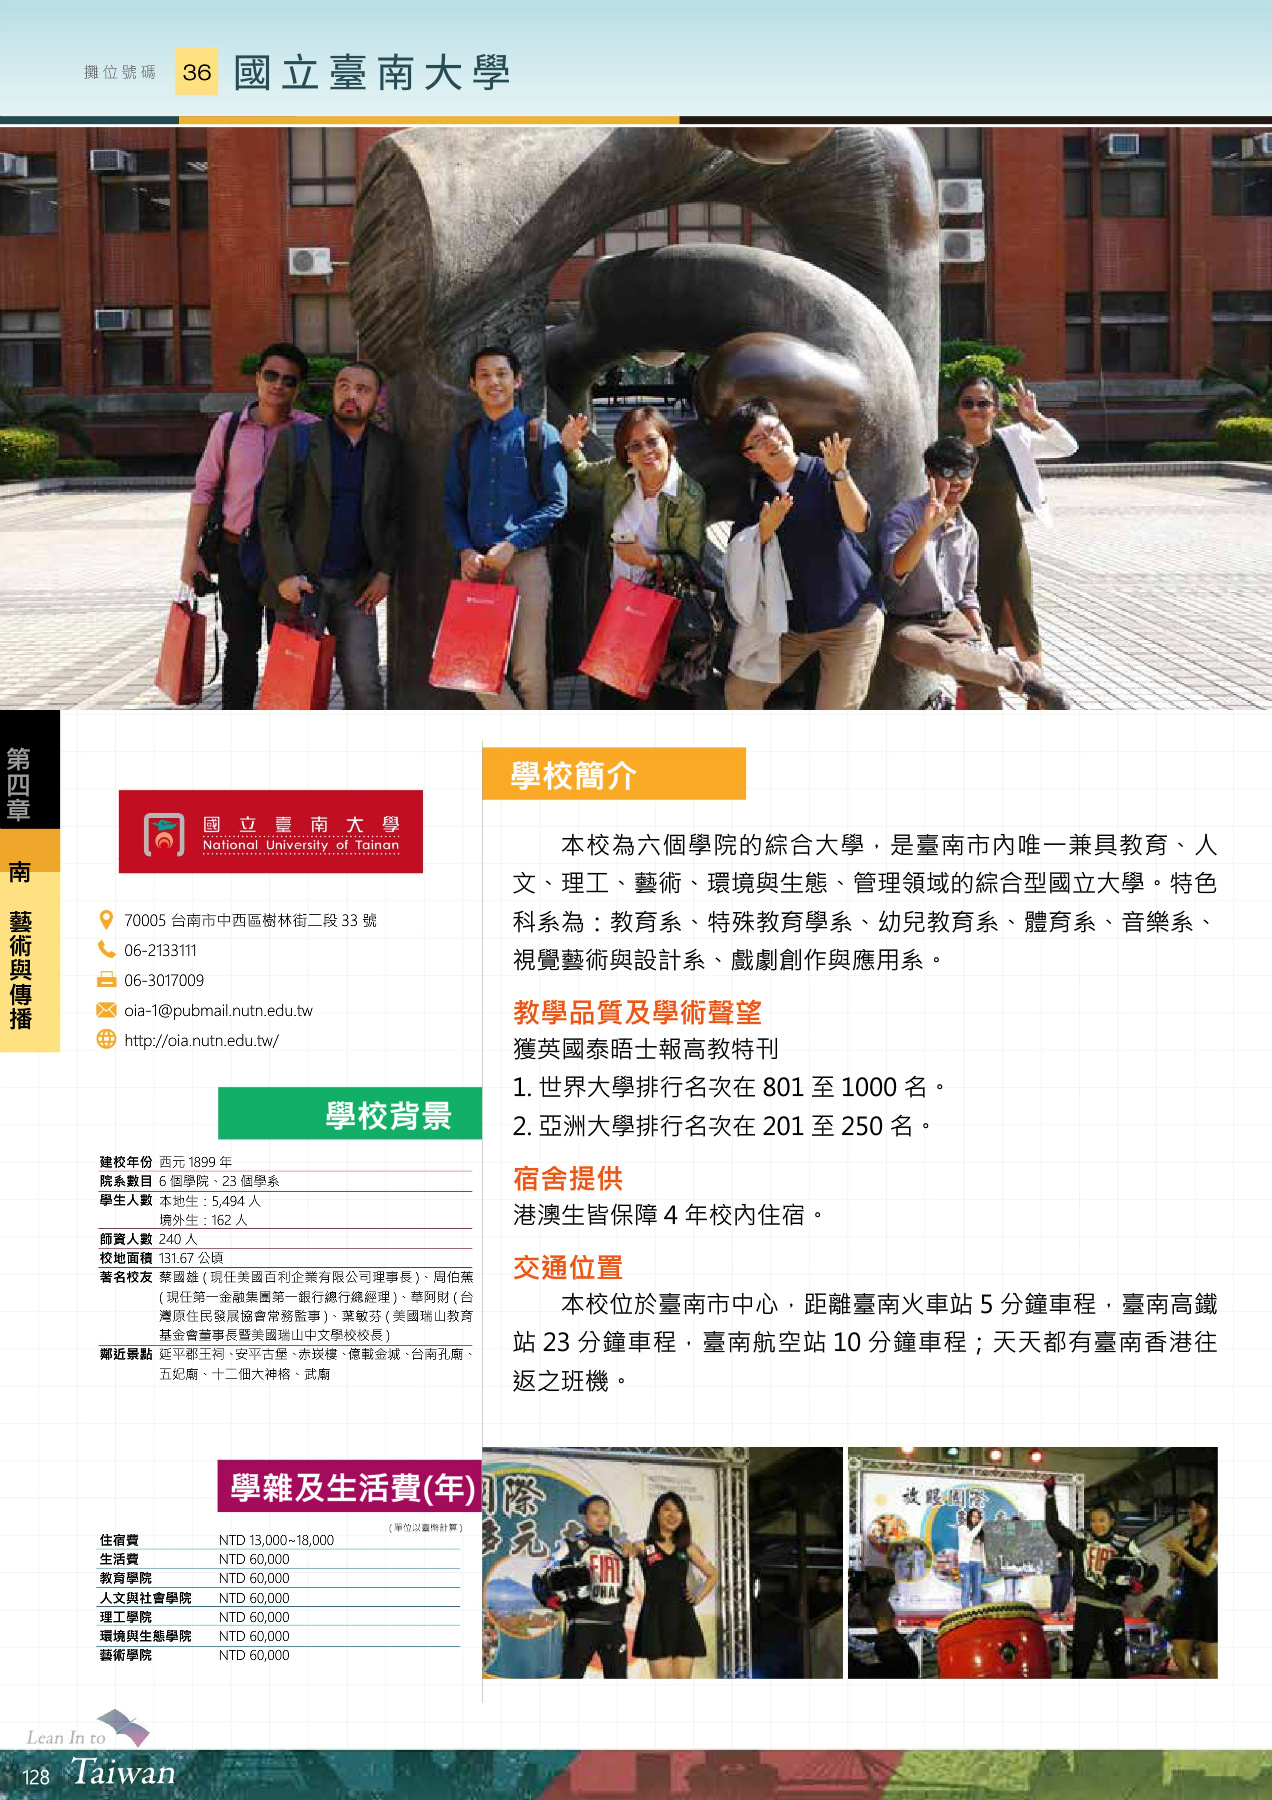 攤位號碼 36 國立臺南大學
第四章
南 藝術與傳播
國立臺南大學
National University of Tainan
70005 台南市中西區樹林街二段 33 號
06-2133111
06-3017009
oia-1@pubmail.nutn.edu.tw
http://oia.nutn.edu.tw/
學校背景
建校年份 西元 1899 年
院系數目 6 個學院、23 個學系
學生人數 本地生：5,494 人
境外生：162 人
師資人數 240 人
校地面積 131.67 公頃
著名校友 蔡國雄 ( 現任美國百利企業有限公司理事長 )、周伯蕉
( 現任第一金融集團第一銀行總行總經理 )、華阿財 ( 台
灣原住民發展協會常務監事 )、葉敏芬 ( 美國瑞山教育
基金會董事長暨美國瑞山中文學校校長 )
鄰近景點 延平郡王祠、安平古堡、赤崁樓、億載金城、台南孔廟、
五妃廟、十二佃大神榕、武廟
學雜及生活費(年)
( 單位以臺幣計算 )
住宿費 NTD 13,000~18,000
生活費 NTD 60,000
教育學院 NTD 60,000
人文與社會學院 NTD 60,000
理工學院 NTD 60,000
環境與生態學院 NTD 60,000
藝術學院 NTD 60,000
學校簡介
本校為六個學院的綜合大學，是臺南市內唯一兼具教育、人
文、理工、藝術、環境與生態、管理領域的綜合型國立大學。特色
科系為：教育系、特殊教育學系、幼兒教育系、體育系、音樂系、
視覺藝術與設計系、戲劇創作與應用系。
教學品質及學術聲望
獲英國泰晤士報高教特刊
1. 世界大學排行名次在 801 至 1000 名。
2. 亞洲大學排行名次在 201 至 250 名。
宿舍提供
港澳生皆保障 4 年校內住宿。
交通位置
本校位於臺南市中心，距離臺南火車站 5 分鐘車程，臺南高鐵
站 23 分鐘車程，臺南航空站 10 分鐘車程；天天都有臺南香港往
返之班機。
國際
多元
FIAT
放眼國際
FIAT
Lean In to
Taiwan
128